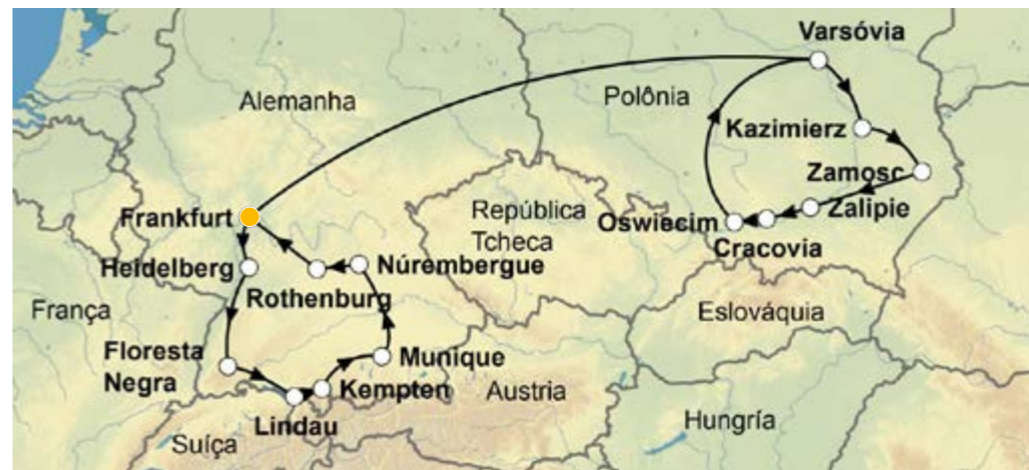 Varsóvia
Alemanha
Polônia
Kazimierz
Zamosc
Frankfurt
República
Tcheca
Oswiecim
Zalipie
Cracovia
Heidelberg
Núrembergue
Rothenburg
França
Eslováquia
Floresta
Negra
Munique
Kempten
Austria
Lindau
Hungría
Suíça